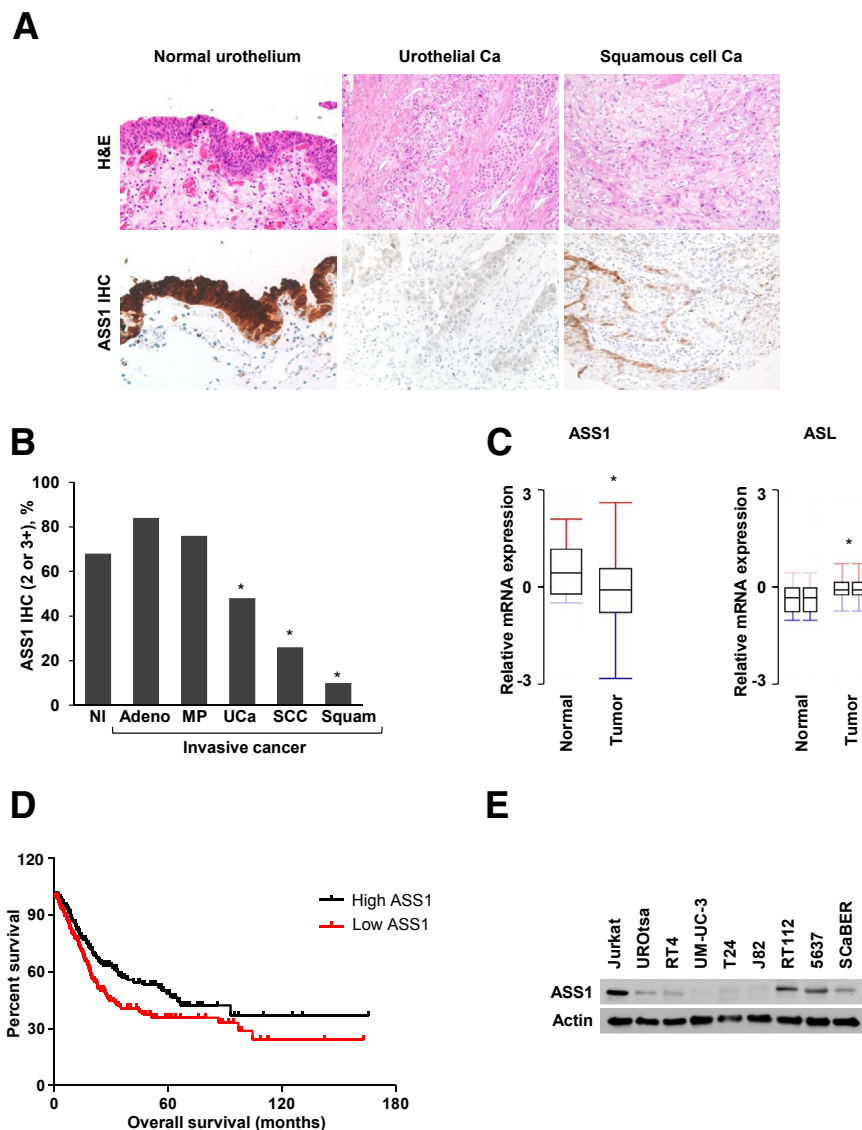 A
Normal urothelium
Urothelial Ca
Squamous cell Ca
H&E
ASS1 IHC
B
ASS1 IHC (2 or 3+), %
100
80
60
40
20
0
* * *
NI Adeno MP UCa SCC Squam
Invasive cancer
C
ASS1
Relative mRNA expression
3
0
-3
*
Normal
Tumor
ASL
Relative mRNA expression
3
0
-3
*
Normal
Tumor
D
Percent survival
120
90
60
30
0
High ASS1
Low ASS1
0 60 120 180
Overall survival (months)
E
Jurkat
UROtsa
RT4
UM-UC-3
T24
J82
RT112
5637
SCaBER
ASS1
Actin